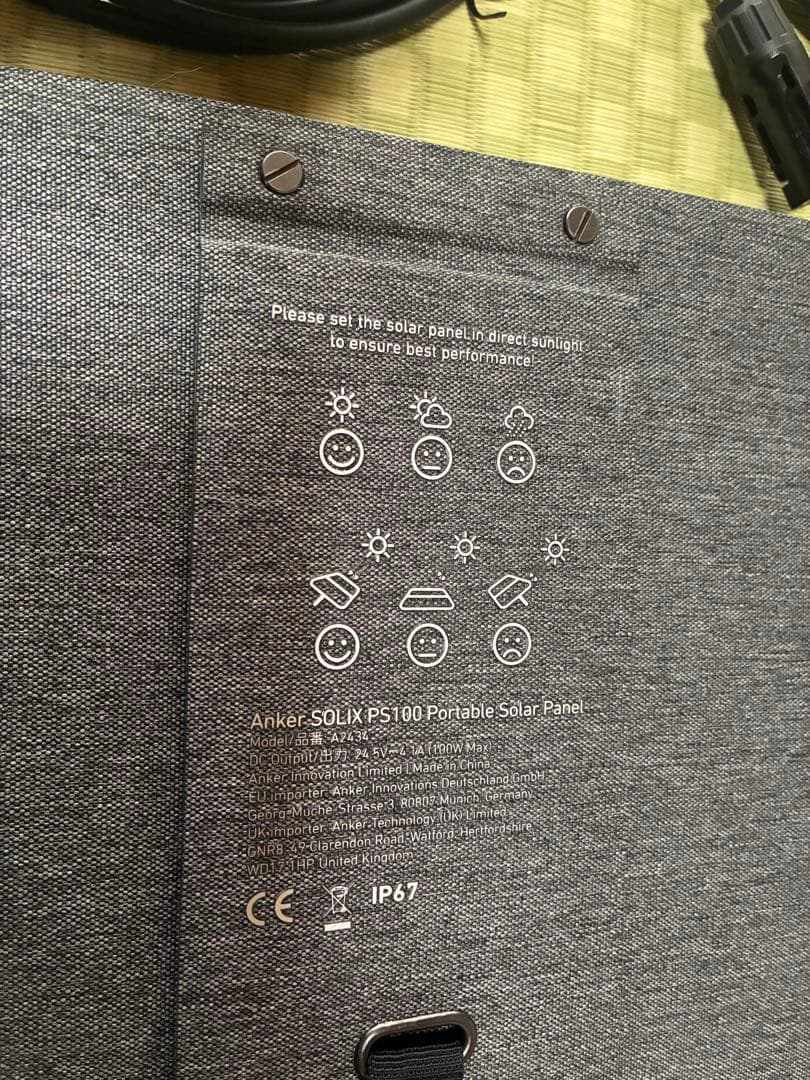 Please set the solar panel in direct sunlight
to ensure best performance!
Anker SOLIX PS100 Portable Solar Panel
Model/品番: A2434
DC Output/出力: 24.5V⎓4.1A (100W Max)
Anker Innovation Limited | Made in China
EU importer: Anker Innovations Deutschland GmbH
Georg-Muche-Strasse 3, 80807 Munich, Germany
UK importer: Anker Technology (UK) Limited
GNR8, 49 Clarendon Road, Watford, Hertfordshire
WD17 1HP, United Kingdom
CE IP67